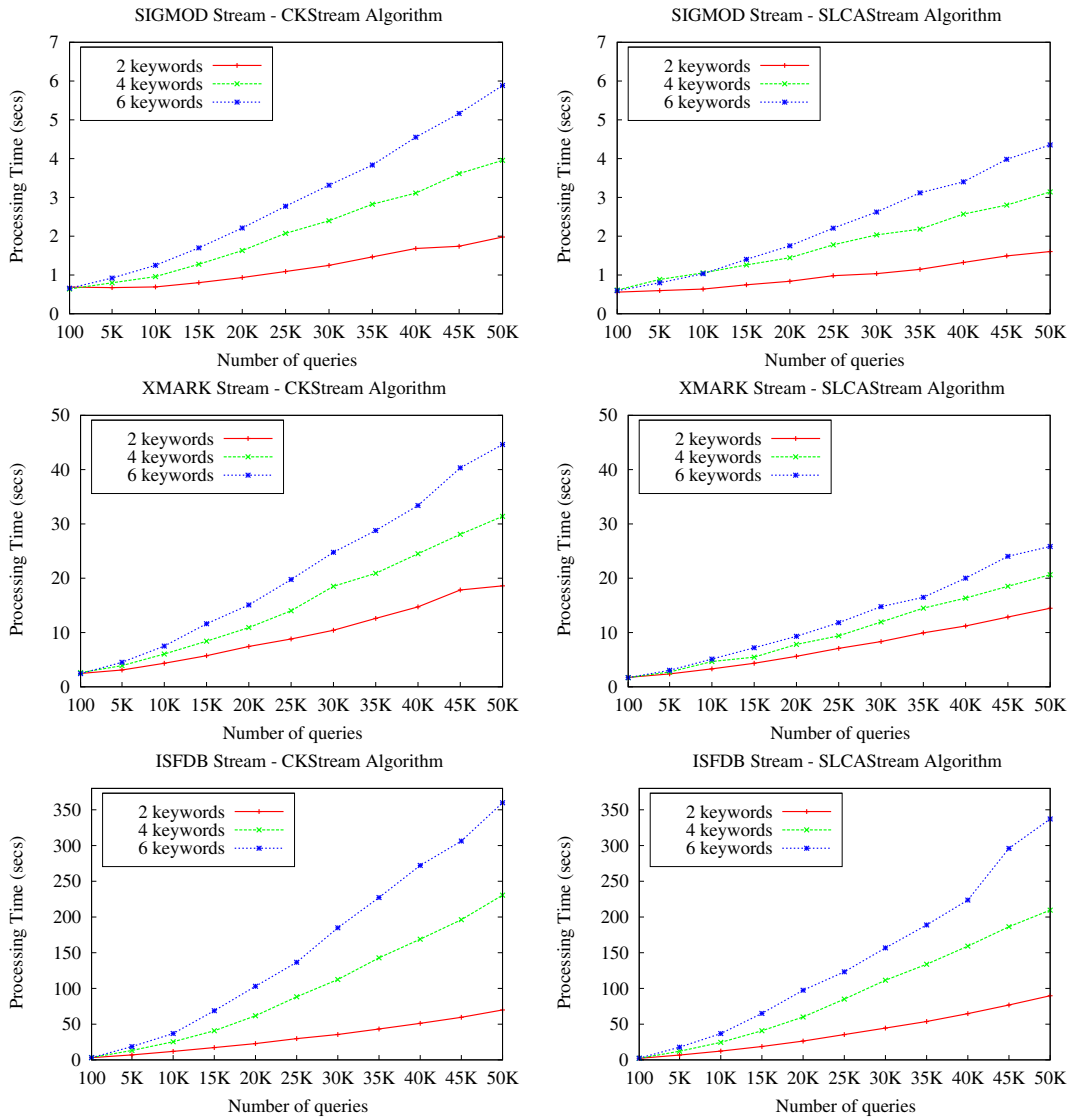 SIGMOD Stream - CKStream Algorithm
Processing Time (secs)
7
6
5
4
3
2
1
0
2 keywords
4 keywords
6 keywords
100 5K 10K 15K 20K 25K 30K 35K 40K 45K 50K
Number of queries
SIGMOD Stream - SLCAStream Algorithm
Processing Time (secs)
7
6
5
4
3
2
1
0
2 keywords
4 keywords
6 keywords
100 5K 10K 15K 20K 25K 30K 35K 40K 45K 50K
Number of queries
XMARK Stream - CKStream Algorithm
Processing Time (secs)
50
40
30
20
10
0
2 keywords
4 keywords
6 keywords
100 5K 10K 15K 20K 25K 30K 35K 40K 45K 50K
Number of queries
XMARK Stream - SLCAStream Algorithm
Processing Time (secs)
50
40
30
20
10
0
2 keywords
4 keywords
6 keywords
100 5K 10K 15K 20K 25K 30K 35K 40K 45K 50K
Number of queries
ISFDB Stream - CKStream Algorithm
Processing Time (secs)
350
300
250
200
150
100
50
0
2 keywords
4 keywords
6 keywords
100 5K 10K 15K 20K 25K 30K 35K 40K 45K 50K
Number of queries
ISFDB Stream - SLCAStream Algorithm
Processing Time (secs)
350
300
250
200
150
100
50
0
2 keywords
4 keywords
6 keywords
100 5K 10K 15K 20K 25K 30K 35K 40K 45K 50K
Number of queries